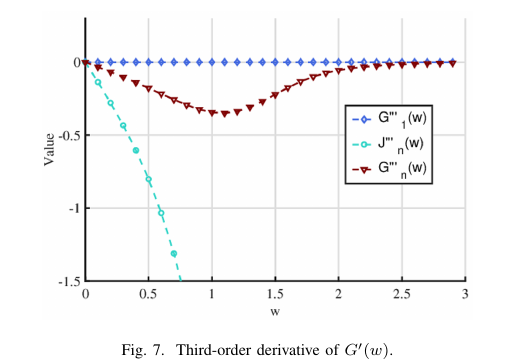 0
-0.5
-1
-1.5
Value
0 0.5 1 1.5 2 2.5 3
w
G'''1(w)
J'''n(w)
G'''n(w)
Fig. 7. Third-order derivative of G′(w).